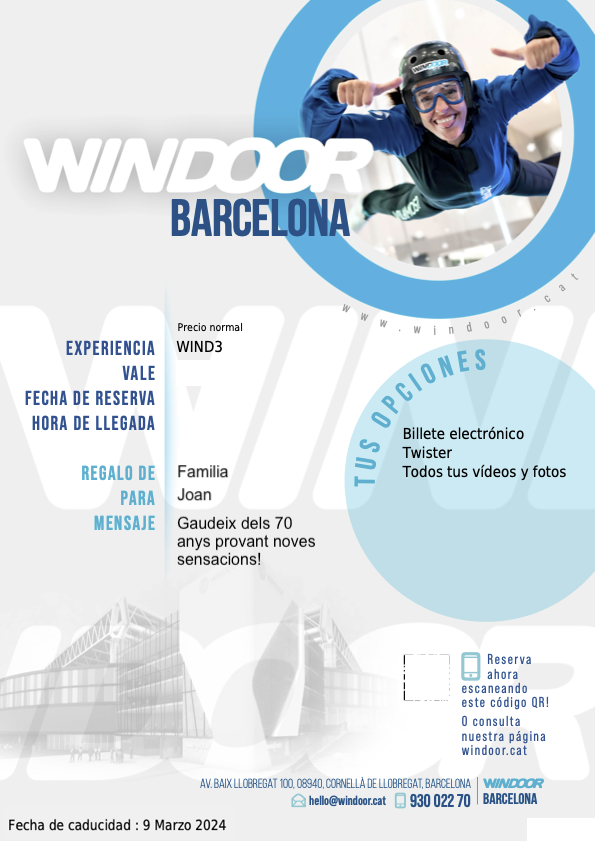 WINDOOR
WINDOOR
BARCELONA
www.windoor.cat
Precio normal
EXPERIENCIA
WIND3
VALE
FECHA DE RESERVA
HORA DE LLEGADA
REGALO DE
Familia
PARA
Joan
MENSAJE
Gaudeix dels 70
anys provant noves
sensacions!
TUS OPCIONES
Billete electrónico
Twister
Todos tus vídeos y fotos
Reserva
ahora
escaneando
este código QR!
O consulta
nuestra página
windoor.cat
AV. BAIX LLOBREGAT 100, 08940, CORNELLÀ DE LLOBREGAT, BARCELONA
hello@windoor.cat 930 022 70
WINDOOR
BARCELONA
Fecha de caducidad : 9 Marzo 2024